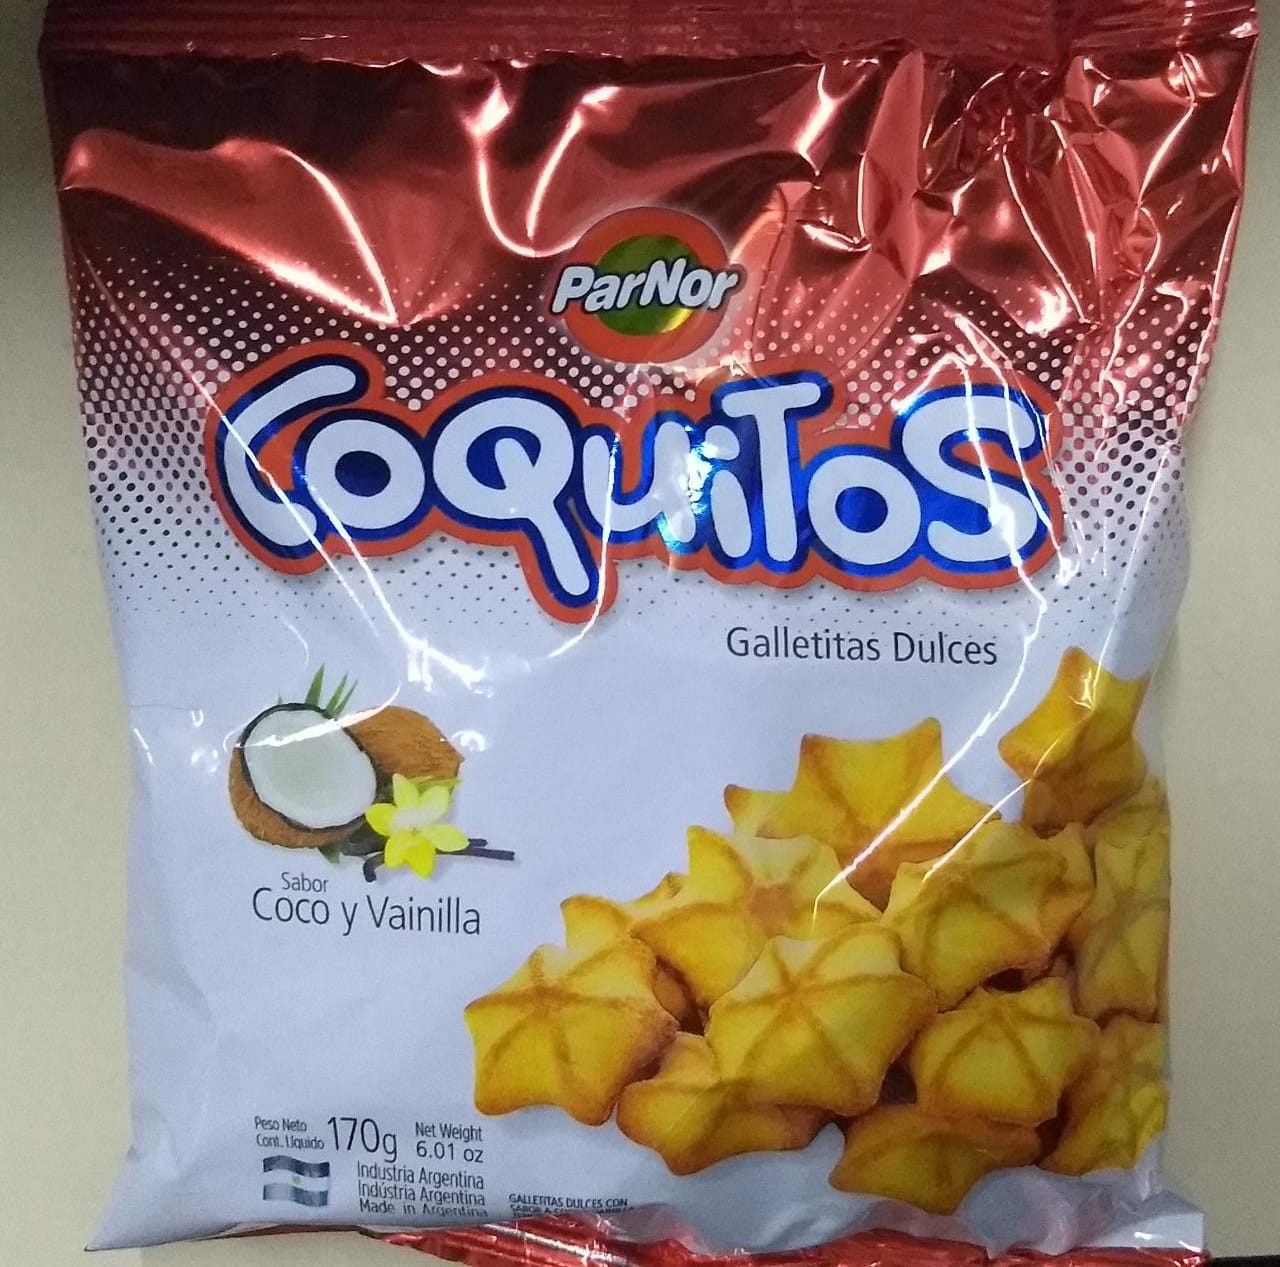 ParNor
CoQuiToS
Galletitas Dulces
Sabor
Coco y Vainilla
Peso Neto
Cont. Líquido
170g
Net Weight
6.01 oz
Industria Argentina
Indústria Argentina
Made in Argentina
GALLETITAS DULCES CON
SABOR A